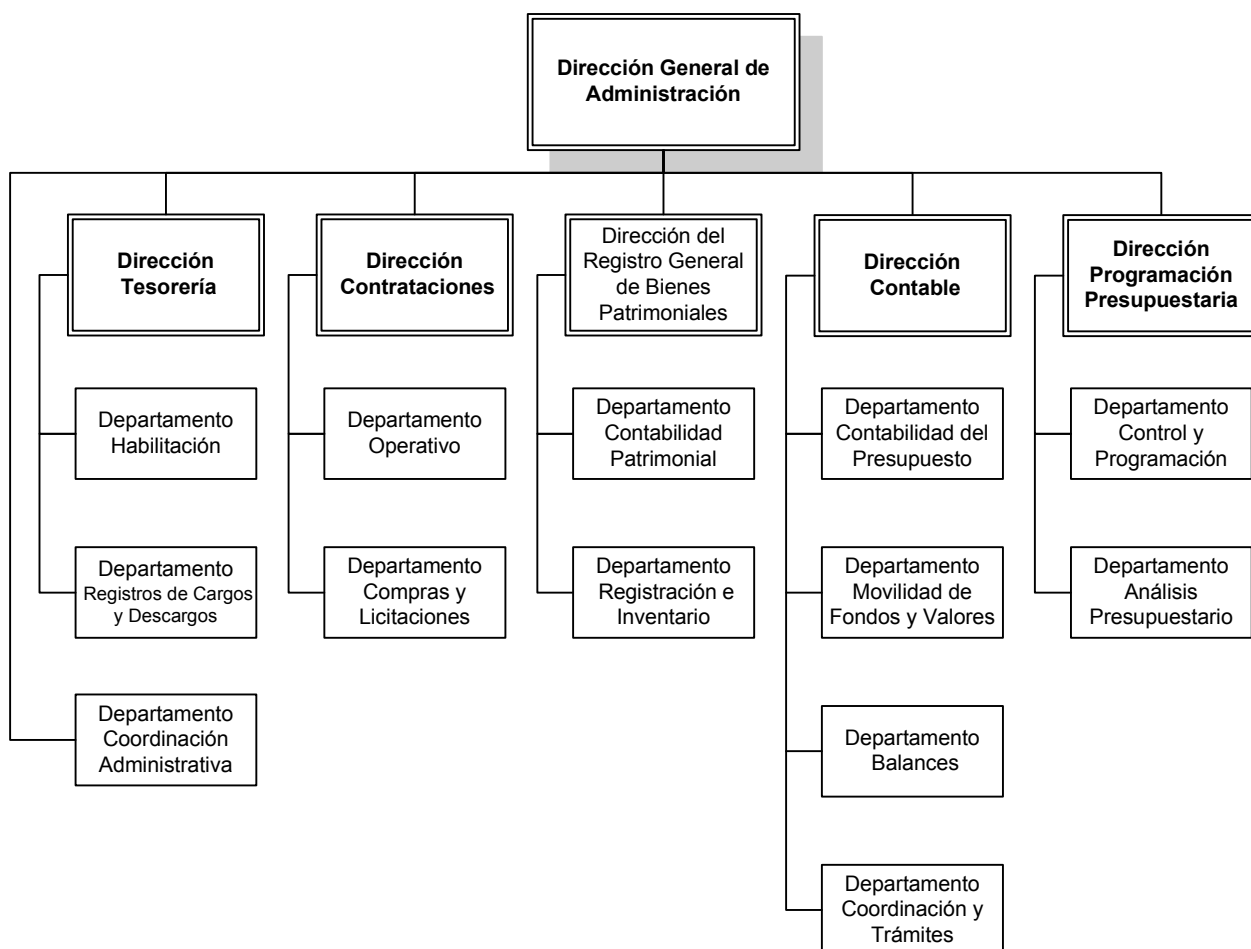 Dirección General de
Administración
Dirección
Tesorería
Dirección
Contrataciones
Dirección del
Registro General
de Bienes
Patrimoniales
Dirección
Contable
Dirección
Programación
Presupuestaria
Departamento
Habilitación
Departamento
Operativo
Departamento
Contabilidad
Patrimonial
Departamento
Contabilidad del
Presupuesto
Departamento
Control y
Programación
Departamento
Registros de Cargos
y Descargos
Departamento
Compras y
Licitaciones
Departamento
Registración e
Inventario
Departamento
Movilidad de
Fondos y Valores
Departamento
Análisis
Presupuestario
Departamento
Coordinación
Administrativa
Departamento
Balances
Departamento
Coordinación y
Trámites